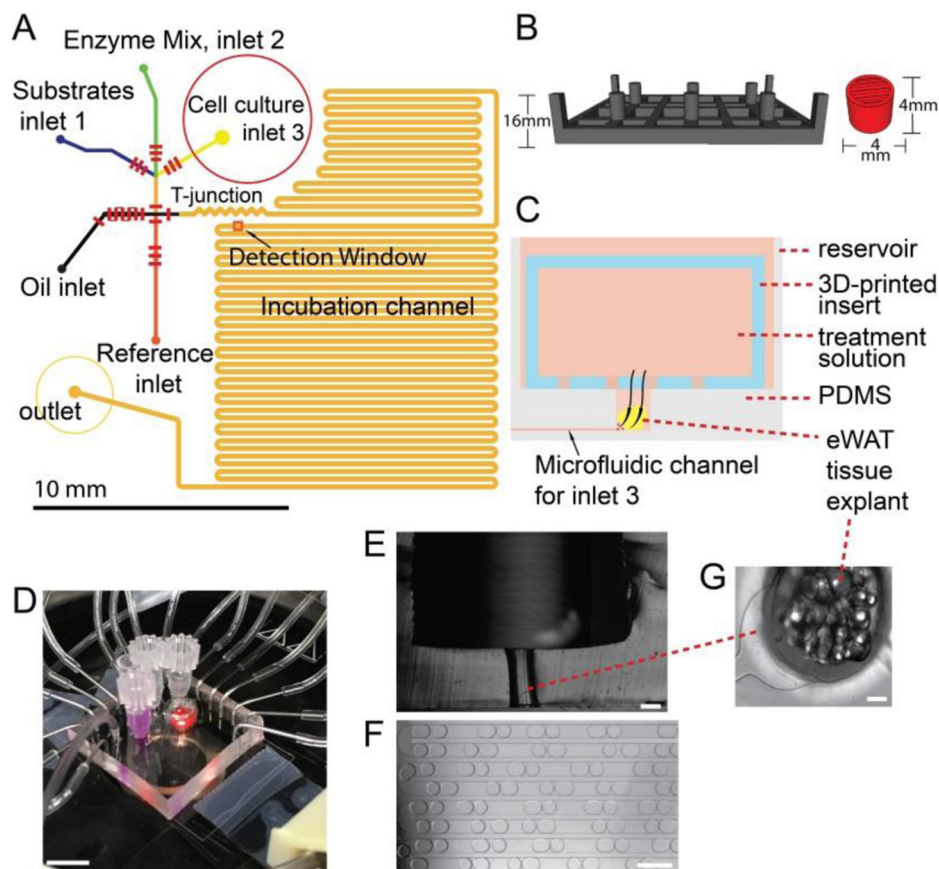 A
Enzyme Mix, inlet 2
Substrates
inlet 1
Cell culture
inlet 3
T-junction
Detection Window
Oil inlet
Incubation channel
Reference
inlet
outlet
10 mm
B
16mm
4mm
4
mm
C
reservoir
3D-printed
insert
treatment
solution
PDMS
eWAT
tissue
explant
Microfluidic channel
for inlet 3
D
E
F
G